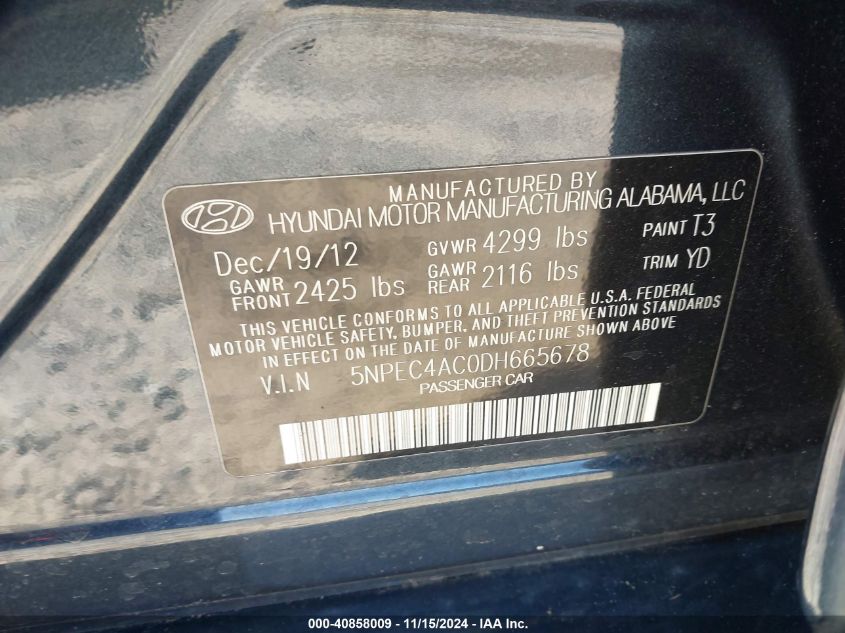 MANUFACTURED BY
HYUNDAI MOTOR MANUFACTURING ALABAMA, LLC
Dec/19/12 GVWR 4299 lbs PAINT T3
GAWR FRONT 2425 lbs GAWR REAR 2116 lbs TRIM YD
THIS VEHICLE CONFORMS TO ALL APPLICABLE U.S.A. FEDERAL
MOTOR VEHICLE SAFETY, BUMPER, AND THEFT PREVENTION STANDARDS
IN EFFECT ON THE DATE OF MANUFACTURE SHOWN ABOVE
V.I.N 5NPEC4AC0DH665678
PASSENGER CAR
000-40858009 - 11/15/2024 - IAA Inc.